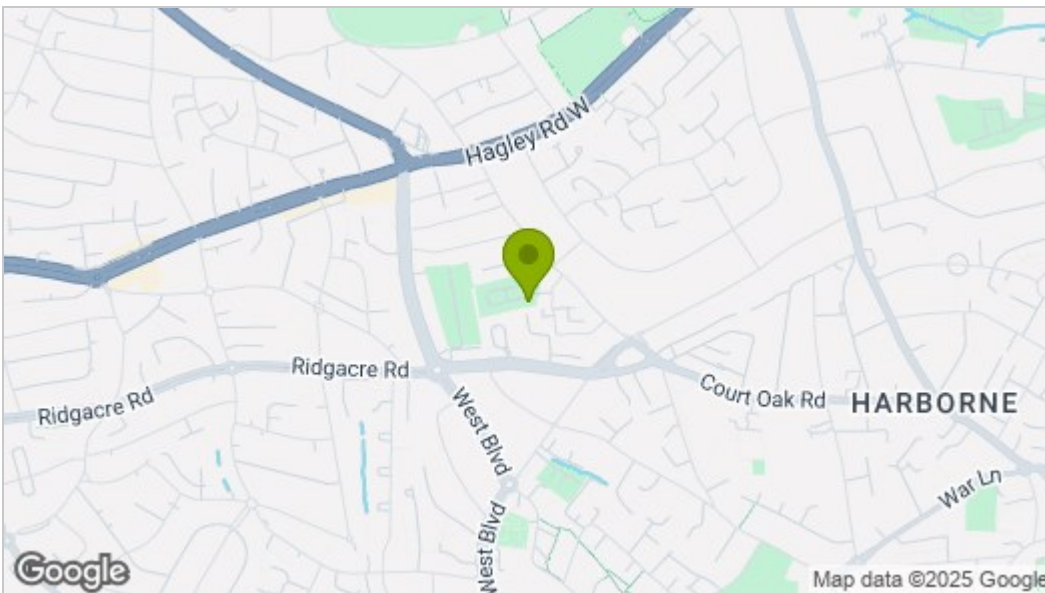 Hagley Rd W
Ridgacre Rd
Ridgacre Rd
Court Oak Rd
HARBORNE
West Blvd
War Ln
West Blvd
Google
Map data ©2025 Google